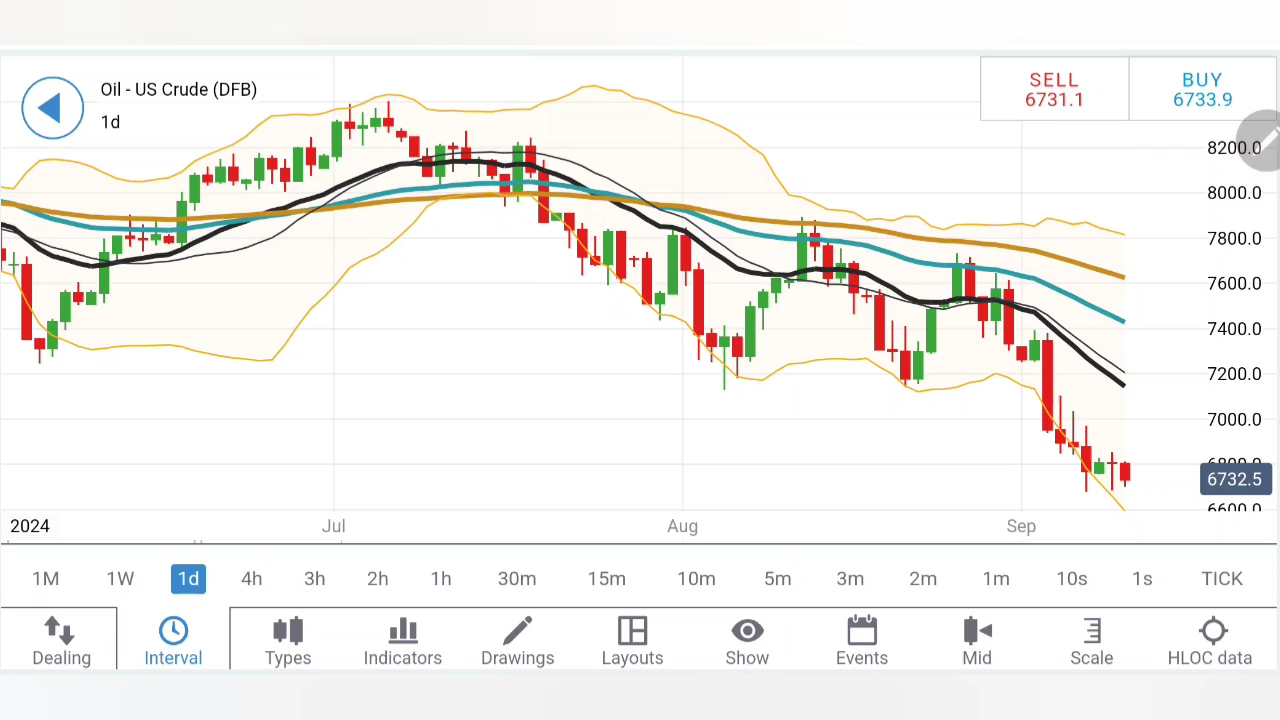 Oil - US Crude (DFB)
1d
SELL
6731.1
BUY
6733.9
8200.0
8000.0
7800.0
7600.0
7400.0
7200.0
7000.0
6800.0
6732.5
6600.0
2024 Jul Aug Sep
1M 1W 1d 4h 3h 2h 1h 30m 15m 10m 5m 3m 2m 1m 10s 1s TICK
Dealing Interval Types Indicators Drawings Layouts Show Events Mid Scale HLOC data